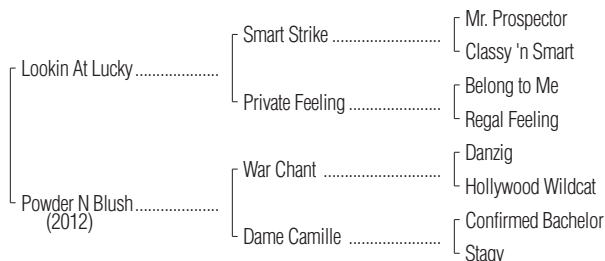 Mr. Prospector
Smart Strike ..........................
Classy 'n Smart
Lookin At Lucky....................
Belong to Me
Private Feeling ......................
Regal Feeling
Danzig
War Chant ............................
Hollywood Wildcat
Powder N Blush....................
(2012)
Confirmed Bachelor
Dame Camille ......................
Stagy